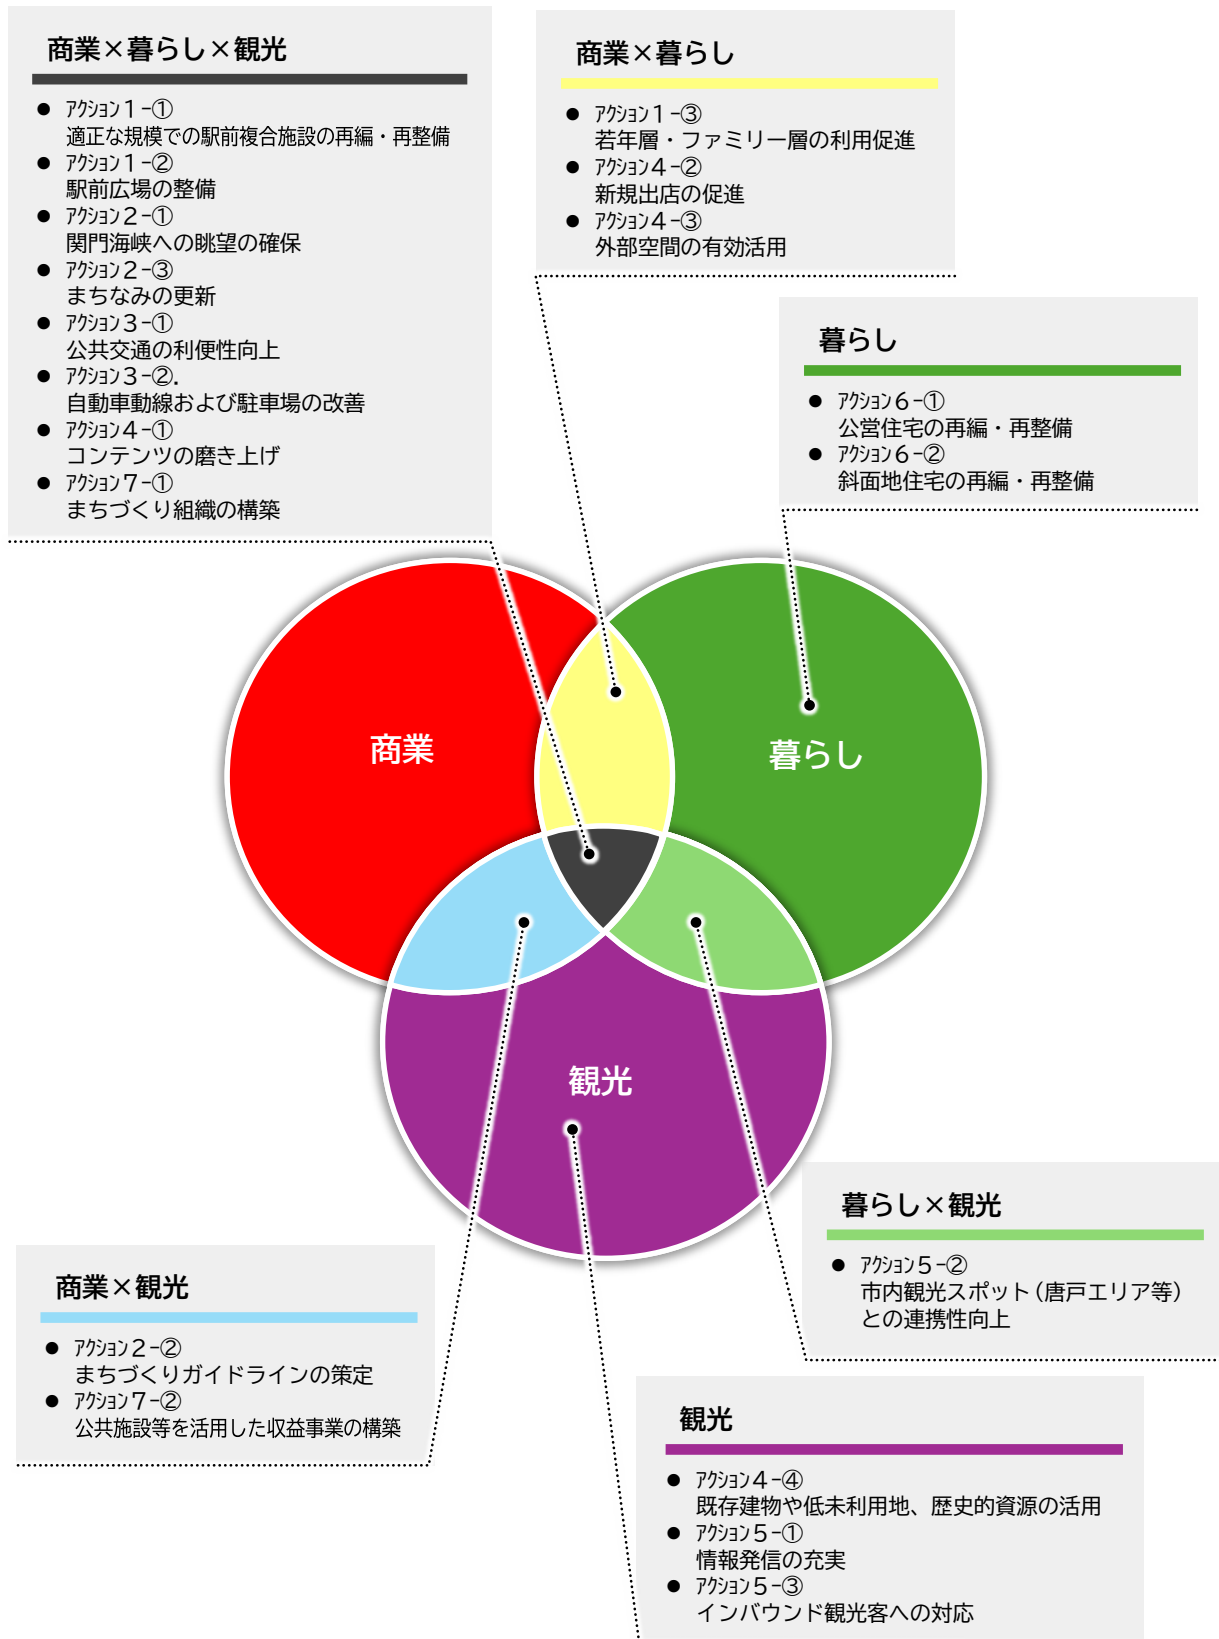 商業×暮らし×観光
● ｱｸｼｮﾝ１-①
適正な規模での駅前複合施設の再編・再整備
● ｱｸｼｮﾝ１-②
駅前広場の整備
● ｱｸｼｮﾝ２-①
関門海峡への眺望の確保
● ｱｸｼｮﾝ２-③
まちなみの更新
● ｱｸｼｮﾝ３-①
公共交通の利便性向上
● ｱｸｼｮﾝ３-②.
自動車動線および駐車場の改善
● ｱｸｼｮﾝ４-①
コンテンツの磨き上げ
● ｱｸｼｮﾝ７-①
まちづくり組織の構築
商業×暮らし
● ｱｸｼｮﾝ１-③
若年層・ファミリー層の利用促進
● ｱｸｼｮﾝ４-②
新規出店の促進
● ｱｸｼｮﾝ４-③
外部空間の有効活用
暮らし
● ｱｸｼｮﾝ６-①
公営住宅の再編・再整備
● ｱｸｼｮﾝ６-②
斜面地住宅の再編・再整備
商業
暮らし
観光
暮らし×観光
● ｱｸｼｮﾝ５-②
市内観光スポット（唐戸エリア等）
との連携性向上
商業×観光
● ｱｸｼｮﾝ２-②
まちづくりガイドラインの策定
● ｱｸｼｮﾝ７-②
公共施設等を活用した収益事業の構築
観光
● ｱｸｼｮﾝ４-④
既存建物や低未利用地、歴史的資源の活用
● ｱｸｼｮﾝ５-①
情報発信の充実
● ｱｸｼｮﾝ５-③
インバウンド観光客への対応